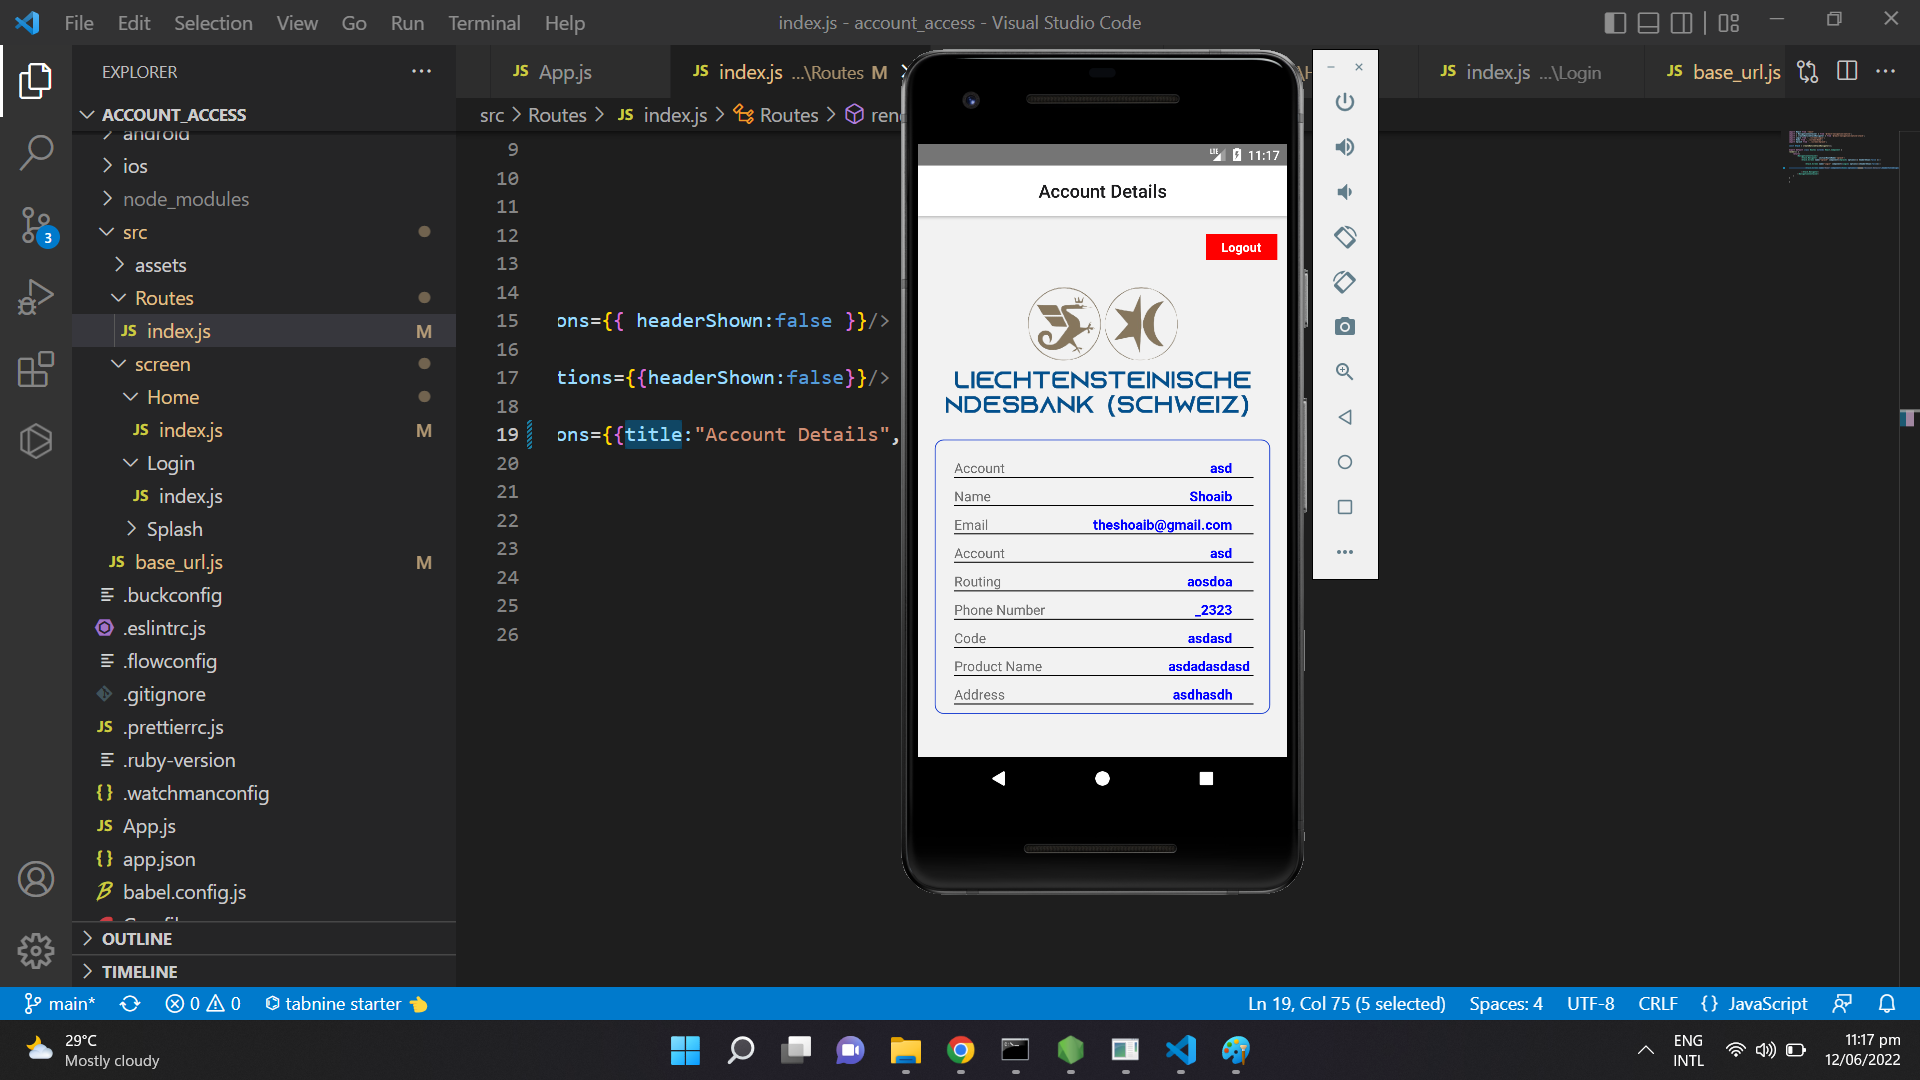 File Edit Selection View Go Run Terminal Help
index.js - account_access - Visual Studio Code
EXPLORER
ACCOUNT_ACCESS
android
ios
node_modules
src
assets
Routes
index.js M
screen
Home
index.js M
Login
index.js
Splash
base_url.js M
.buckconfig
.eslintrc.js
.flowconfig
.gitignore
.prettierrc.js
.ruby-version
.watchmanconfig
App.js
app.json
babel.config.js
OUTLINE
TIMELINE
3
JS App.js
JS index.js ...\Routes M
JS index.js ...\Login
JS base_url.js
src > Routes > JS index.js > Routes > ren
9
10
11
12
13
14
15 ons={{ headerShown:false }}/>
16
17 tions={{headerShown:false}}/>
18
19 ons={{title:"Account Details",
20
21
22
23
24
25
26
LTE 11:17
Account Details
Logout
LIECHTENSTEINISCHE
NDESBANK (SCHWEIZ)
Account asd
Name Shoaib
Email theshoaib@gmail.com
Account asd
Routing aosdoa
Phone Number _2323
Code asdasd
Product Name asdadasdasd
Address asdhasdh
main* 0 0 tabnine starter
Ln 19, Col 75 (5 selected) Spaces: 4 UTF-8 CRLF {} JavaScript
29°C
Mostly cloudy
ENG
INTL
11:17 pm
12/06/2022